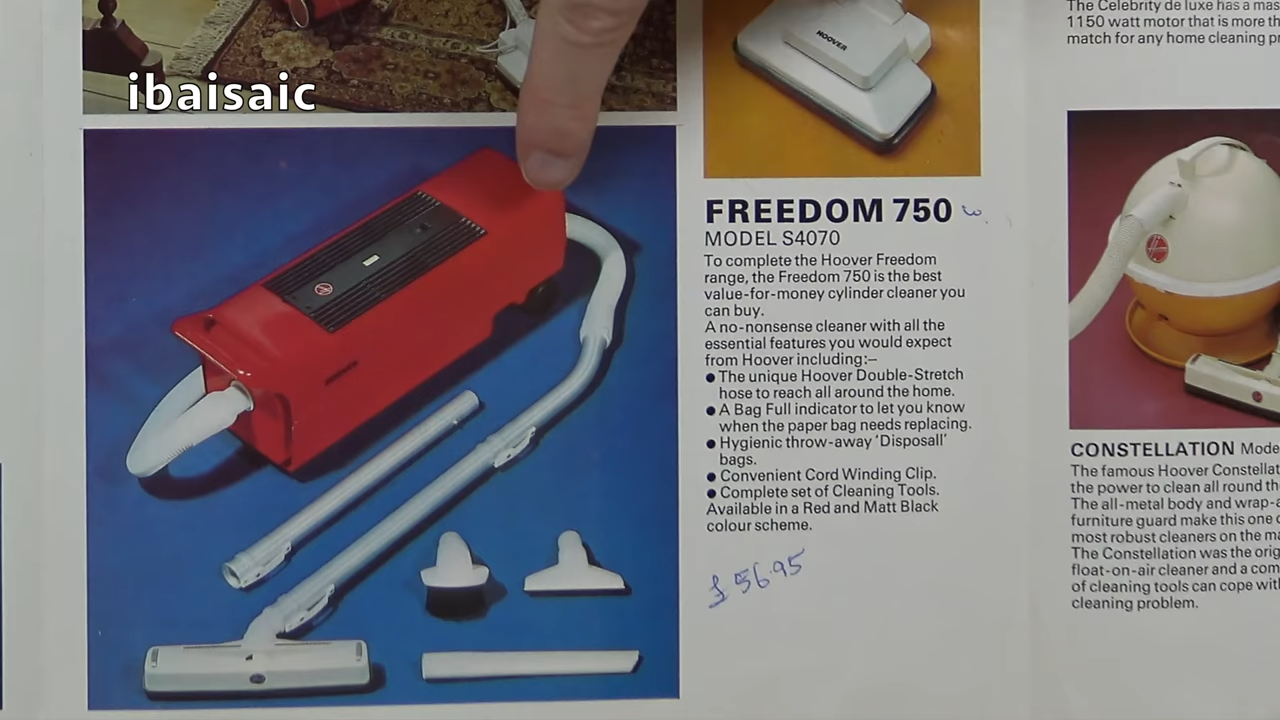 The Celebrity de luxe has a mas
1150 watt motor that is more th
match for any home cleaning pr
HOOVER
ibaisaic
FREEDOM 750 w.
MODEL S4070
To complete the Hoover Freedom
range, the Freedom 750 is the best
value-for-money cylinder cleaner you
can buy.
A no-nonsense cleaner with all the
essential features you would expect
from Hoover including:–
● The unique Hoover Double-Stretch
hose to reach all around the home.
● A Bag Full indicator to let you know
when the paper bag needs replacing.
● Hygienic throw-away ‘Disposall’
bags.
● Convenient Cord Winding Clip.
● Complete set of Cleaning Tools.
Available in a Red and Matt Black
colour scheme.
£56.95
HOOVER
CONSTELLATION Mode
The famous Hoover Constellat
the power to clean all round th
The all-metal body and wrap-a
furniture guard make this one o
most robust cleaners on the ma
The Constellation was the orig
float-on-air cleaner and a com
of cleaning tools can cope wit
cleaning problem.